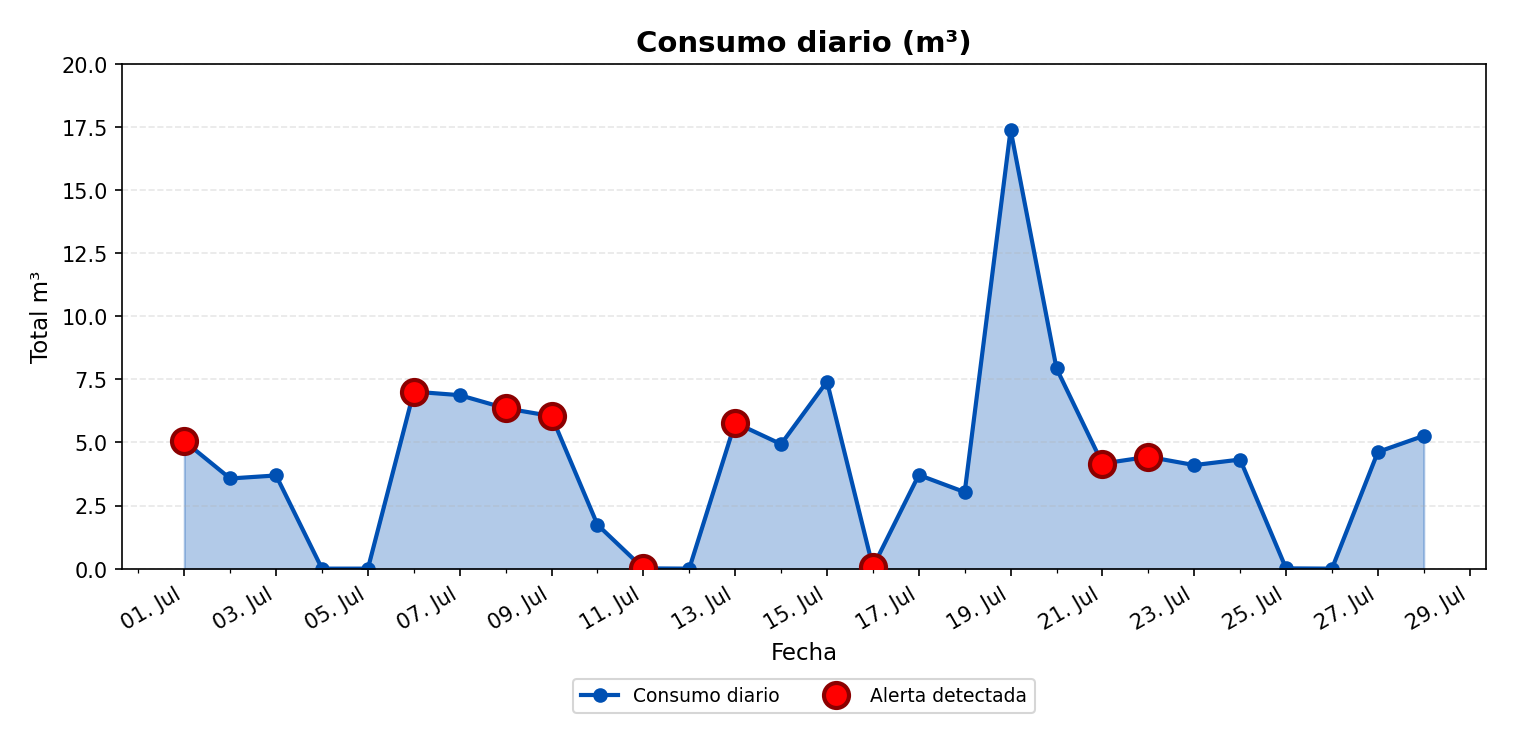 Consumo diario (m³)
20.0
17.5
15.0
12.5
10.0
7.5
5.0
2.5
0.0
Total m³
01. Jul
03. Jul
05. Jul
07. Jul
09. Jul
11. Jul
13. Jul
15. Jul
17. Jul
19. Jul
21. Jul
23. Jul
25. Jul
27. Jul
29. Jul
Fecha
Consumo diario
Alerta detectada